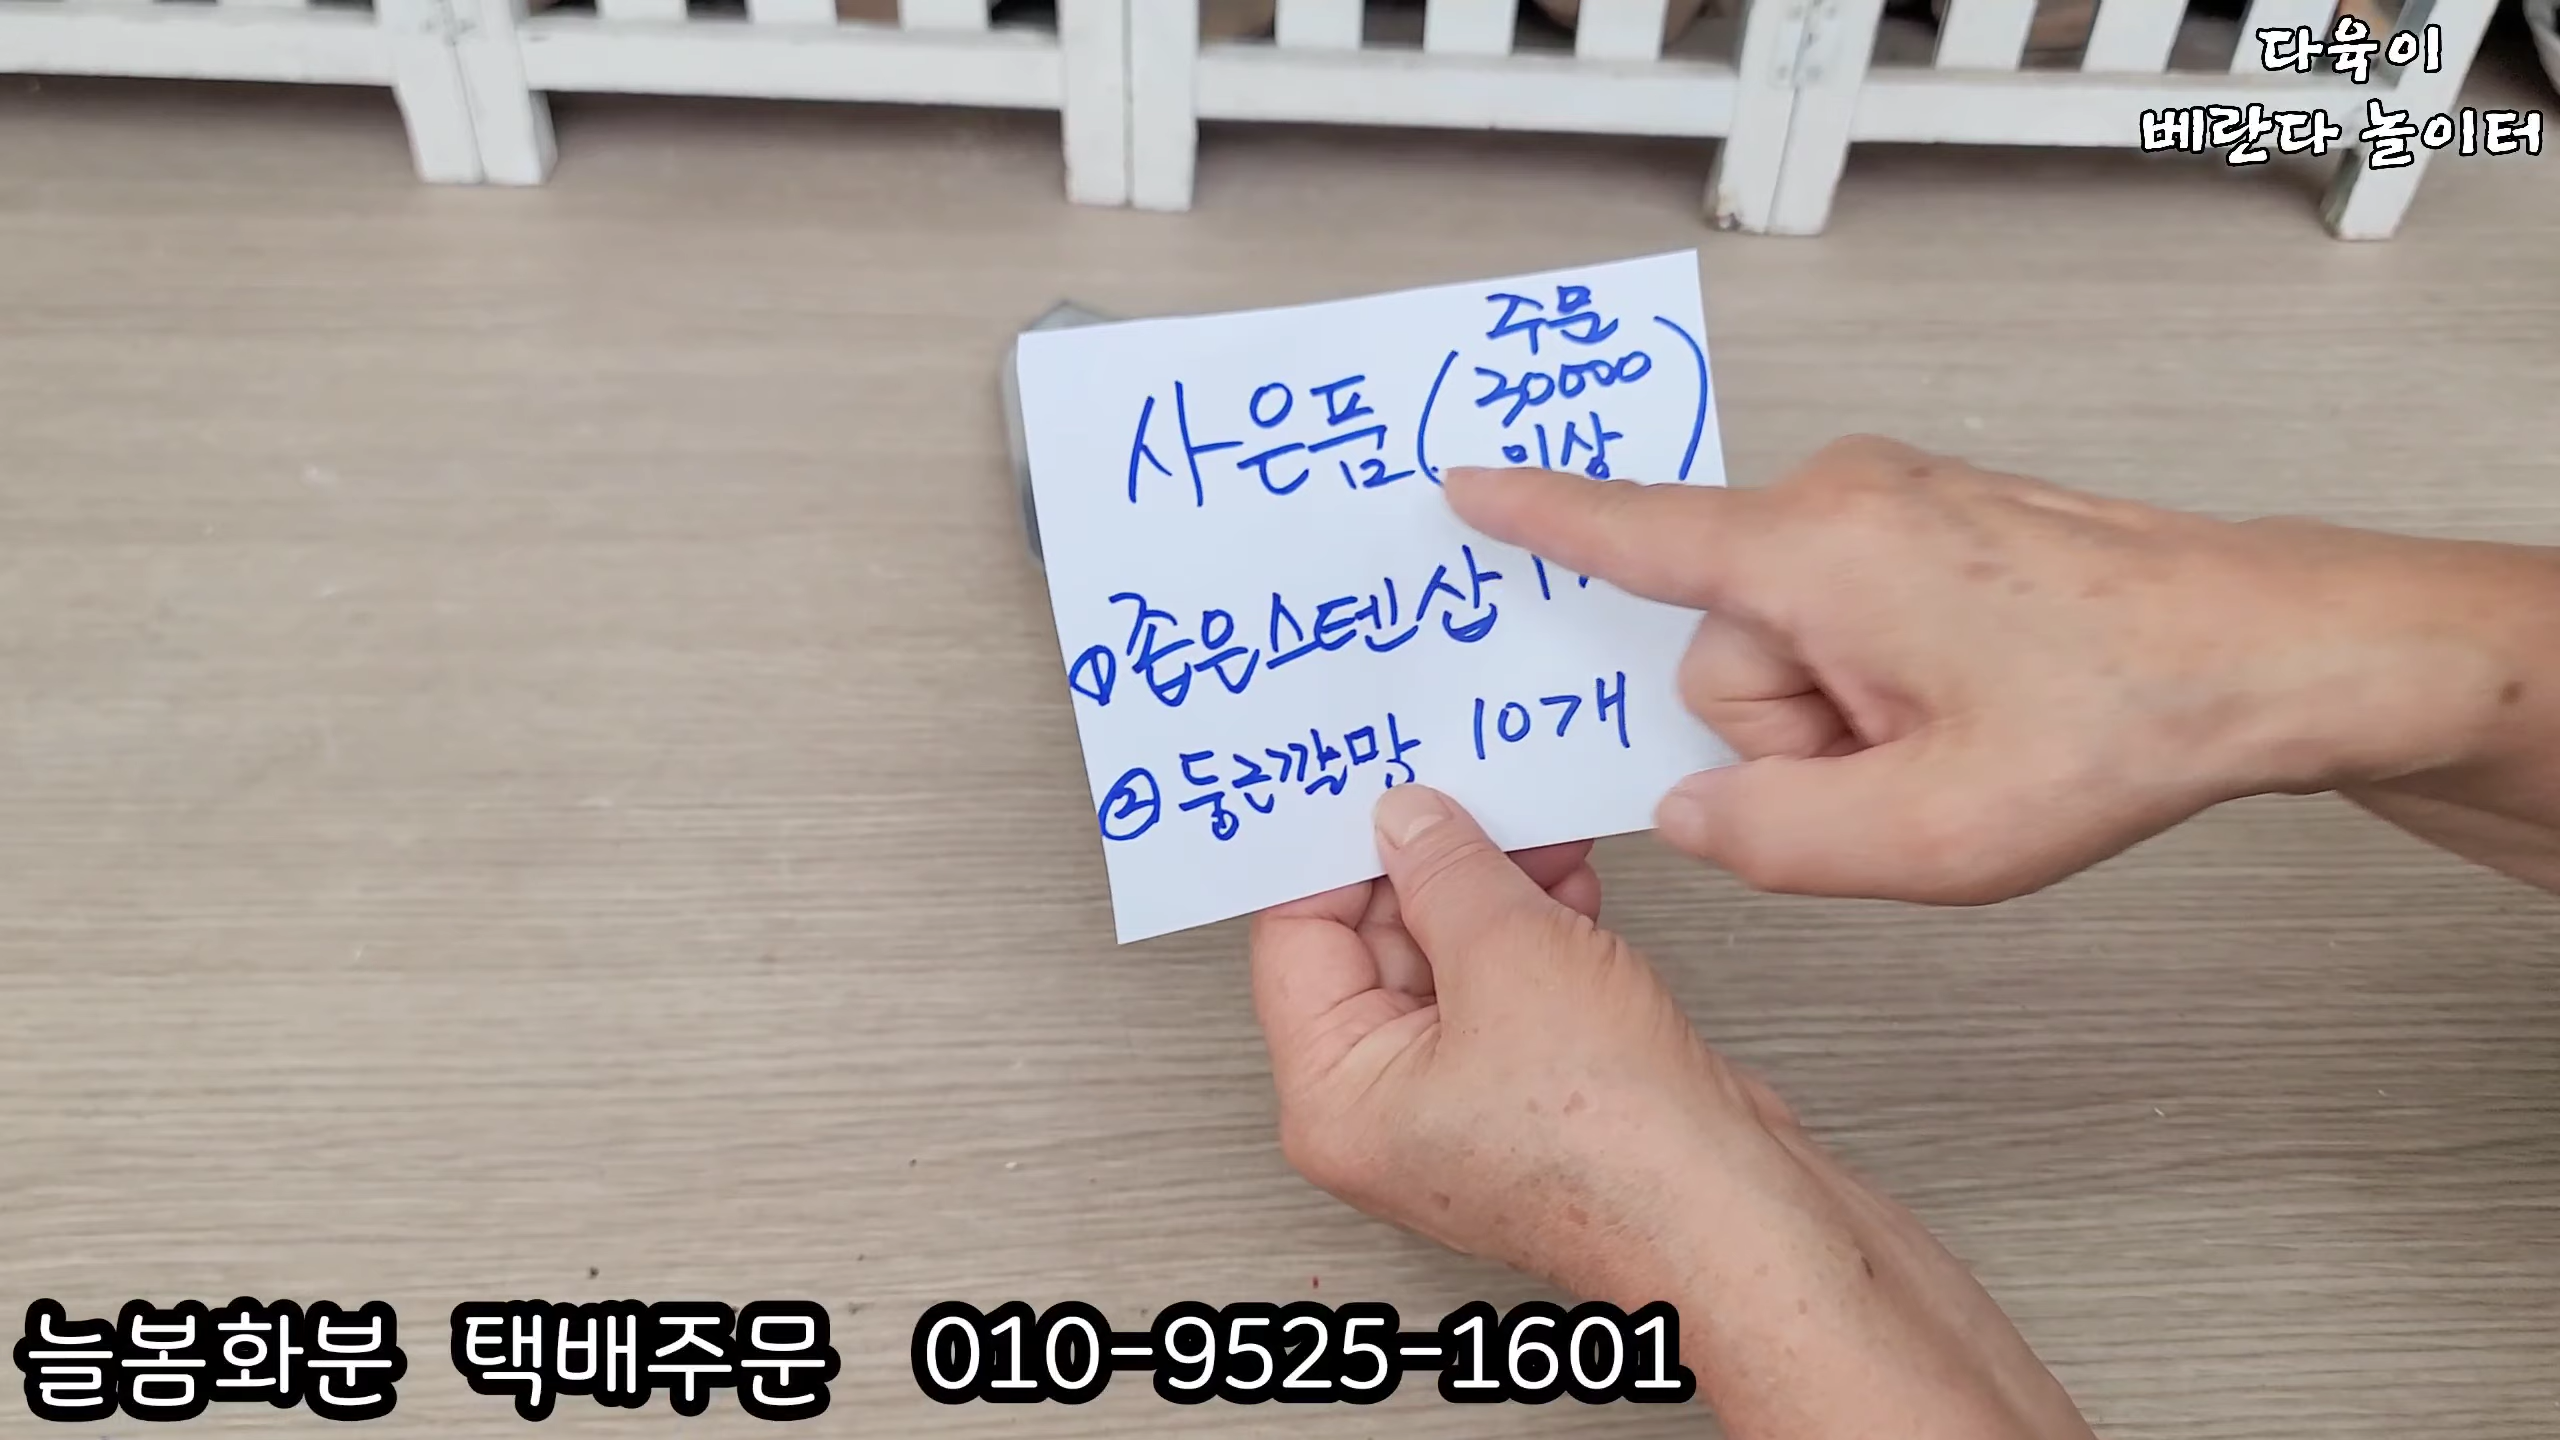 다육이
베란다 놀이터
주문
30000
이상
사은품(        )
① 좁은스텐삽 1
② 둥근깔망 10개
늘봄화분 택배주문 010-9525-1601